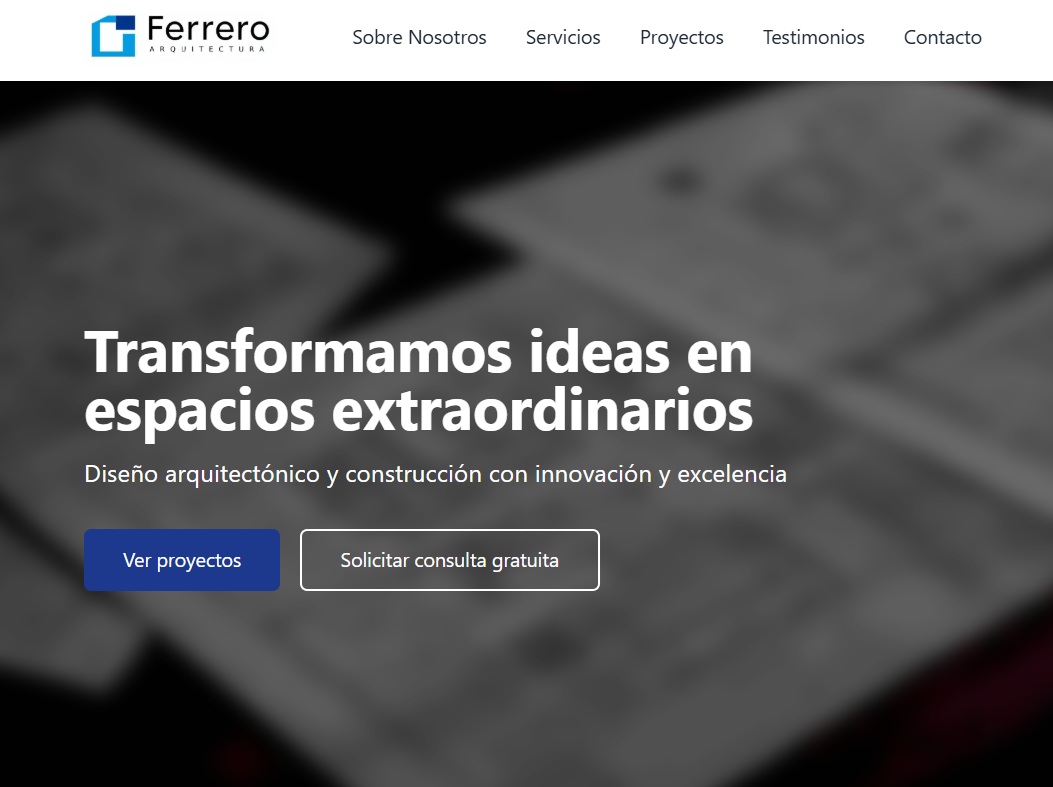 Ferrero
ARQUITECTURA
Sobre Nosotros
Servicios
Proyectos
Testimonios
Contacto
Transformamos ideas en
espacios extraordinarios
Diseño arquitectónico y construcción con innovación y excelencia
Ver proyectos
Solicitar consulta gratuita